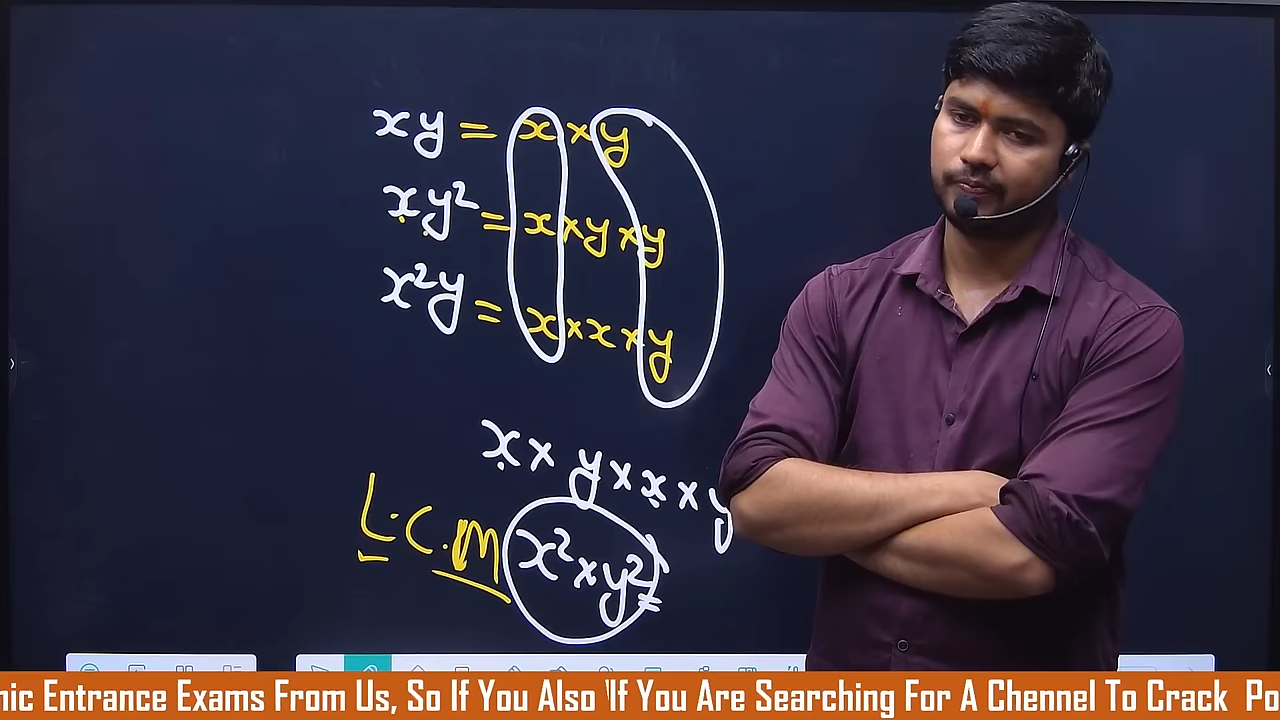 xy = x × y
xy² = x × y × y
x²y = x × x × y
x × y × x × y
L.C.M x² × y² =
nic Entrance Exams From Us, So If You Also "If You Are Searching For A Chennel To Crack Po